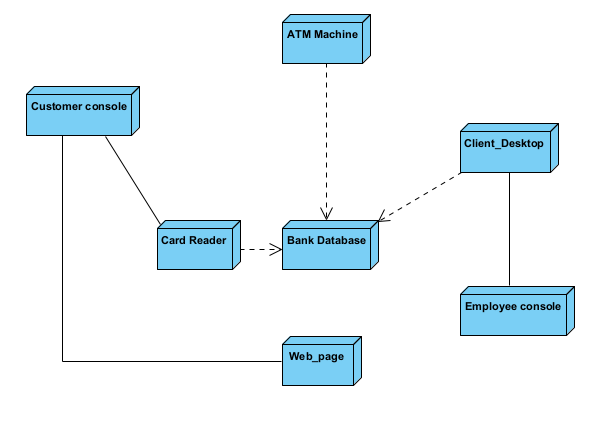 ATM Machine
Customer console
Client_Desktop
Card Reader
Bank Database
Employee console
Web_page